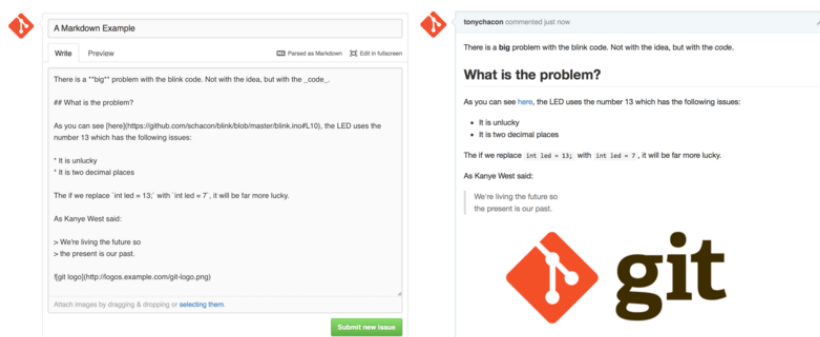 A Markdown Example
Write Preview Parsed as Markdown Edit in fullscreen
There is a **big** problem with the blink code. Not with the idea, but with the _code_.
## What is the problem?
As you can see [here](https://github.com/schacon/blink/blob/master/blink.ino#L10), the LED uses the
number 13 which has the following issues:
* It is unlucky
* It is two decimal places
The if we replace `int led = 13;` with `int led = 7`, it will be far more lucky.
As Kanye West said:
> We're living the future so
> the present is our past.
![git logo](http://logos.example.com/git-logo.png)
Attach images by dragging & dropping or selecting them.
Submit new issue
tonychacon commented just now
There is a big problem with the blink code. Not with the idea, but with the code.
What is the problem?
As you can see here, the LED uses the number 13 which has the following issues:
• It is unlucky
• It is two decimal places
The if we replace int led = 13; with int led = 7 , it will be far more lucky.
As Kanye West said:
We're living the future so
the present is our past.
git